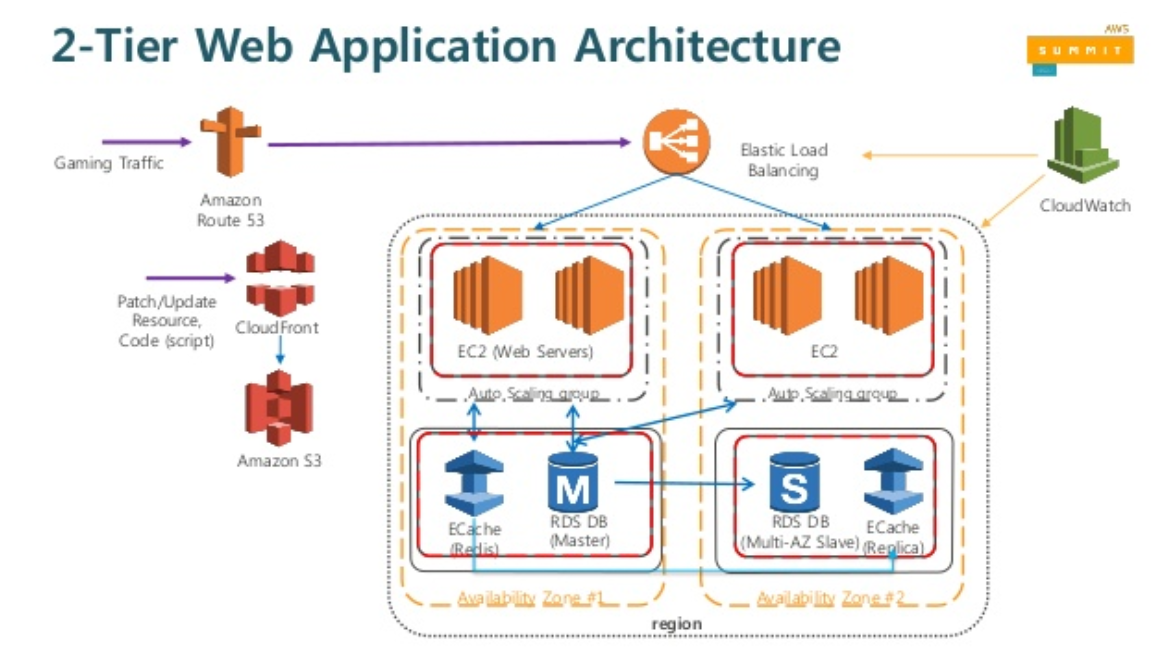 2-Tier Web Application Architecture
AWS
SUMMIT
Gaming Traffic
Amazon
Route 53
Elastic Load
Balancing
CloudWatch
Patch/Update
Resource,
Code (script)
CloudFront
Amazon S3
EC2 (Web Servers)
Auto Scaling group
EC2
Auto Scaling group
ECache
(Redis)
M
RDS DB
(Master)
S
RDS DB
(Multi-AZ Slave)
ECache
(Replica)
Availability Zone #1
Availability Zone #2
region